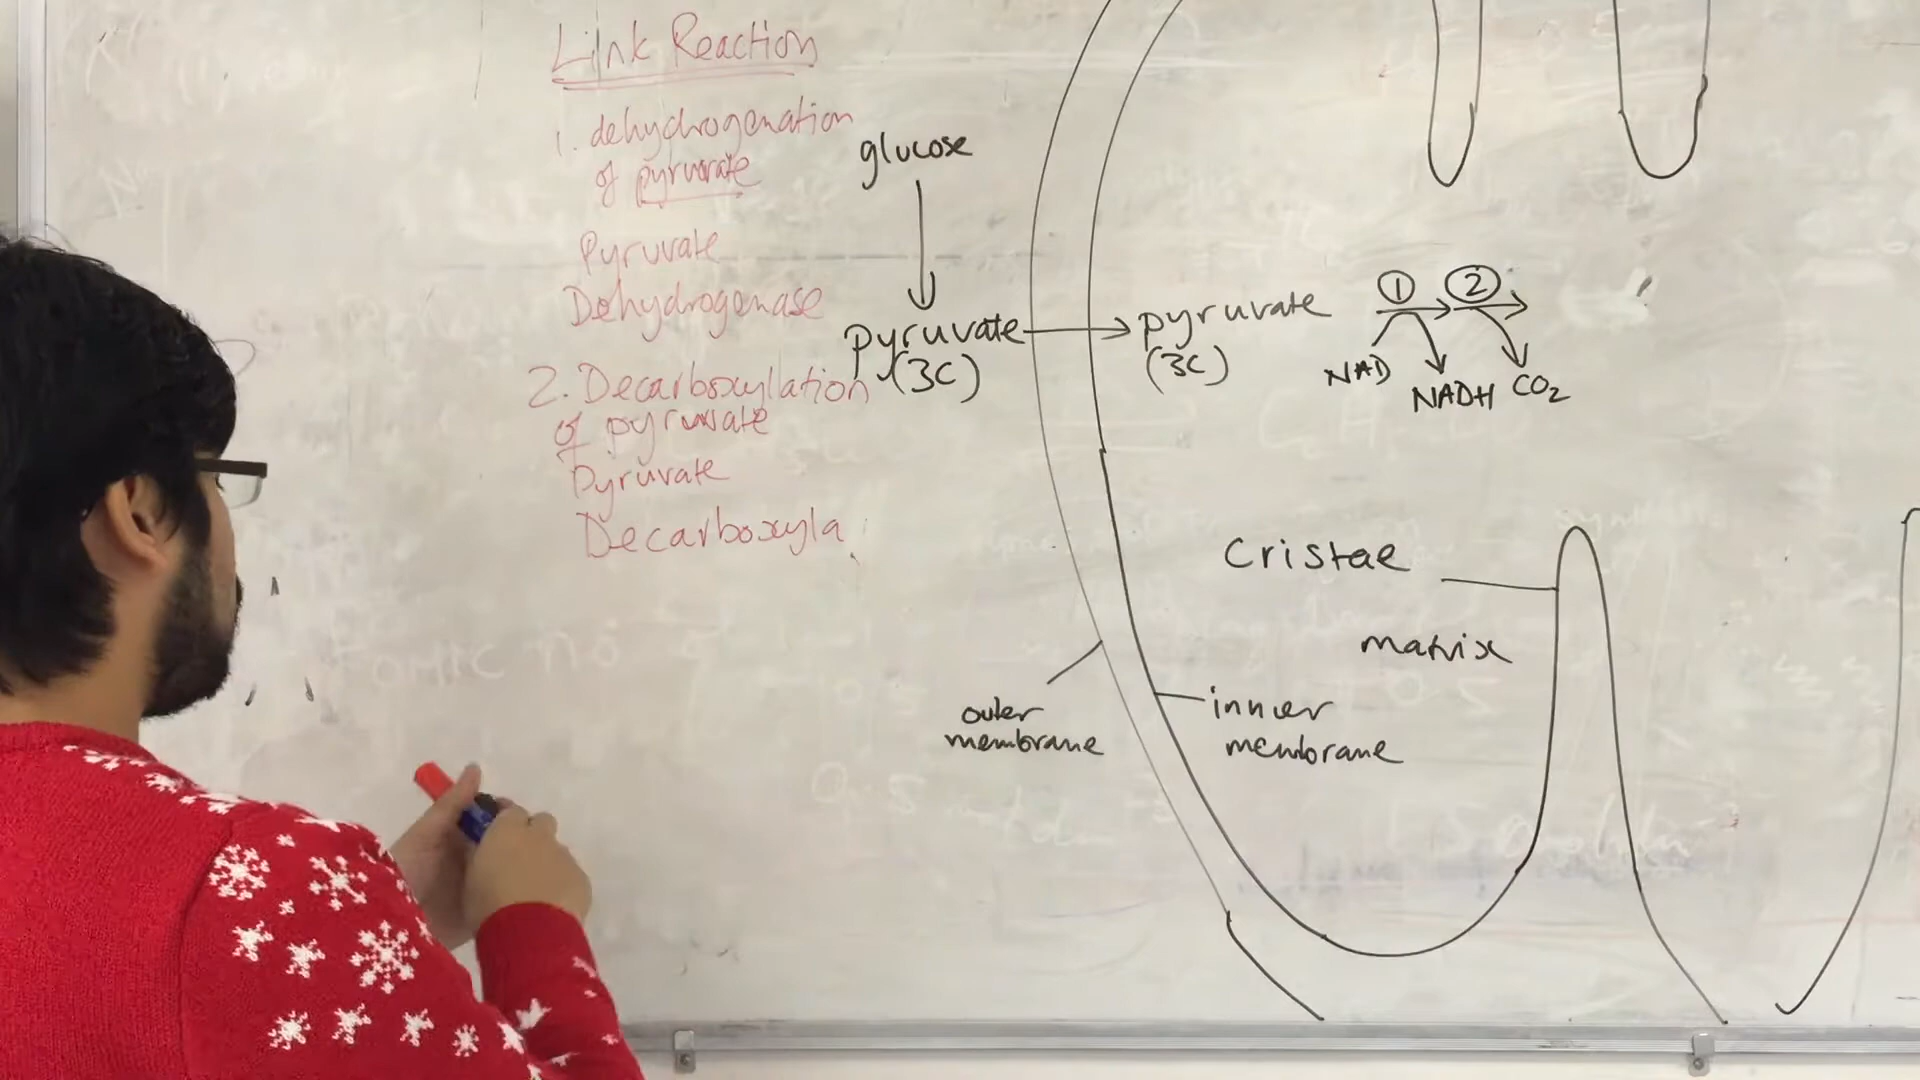 Link Reaction
1. dehydrogenation
of pyruvate
Pyruvate
Dehydrogenase
2. Decarboxylation
of pyruvate
Pyruvate
Decarboxyla
glucose
pyruvate
(3C)
pyruvate
(3C)
1 2
NAD
NADH CO₂
Cristae
matrix
outer
membrane
inner
membrane